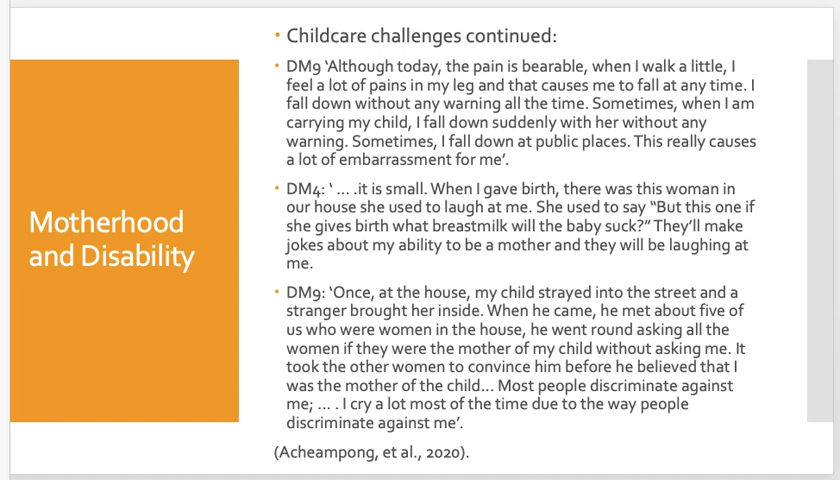 Motherhood
and Disability
• Childcare challenges continued:
• DM9 ‘Although today, the pain is bearable, when I walk a little, I
feel a lot of pains in my leg and that causes me to fall at any time. I
fall down without any warning all the time. Sometimes, when I am
carrying my child, I fall down suddenly with her without any
warning. Sometimes, I fall down at public places. This really causes
a lot of embarrassment for me’.
• DM4: ‘ … .it is small. When I gave birth, there was this woman in
our house she used to laugh at me. She used to say “But this one if
she gives birth what breastmilk will the baby suck?” They’ll make
jokes about my ability to be a mother and they will be laughing at
me.
• DM9: ‘Once, at the house, my child strayed into the street and a
stranger brought her inside. When he came, he met about five of
us who were women in the house, he went round asking all the
women if they were the mother of my child without asking me. It
took the other women to convince him before he believed that I
was the mother of the child… Most people discriminate against
me; … . I cry a lot most of the time due to the way people
discriminate against me’.
(Acheampong, et al., 2020).